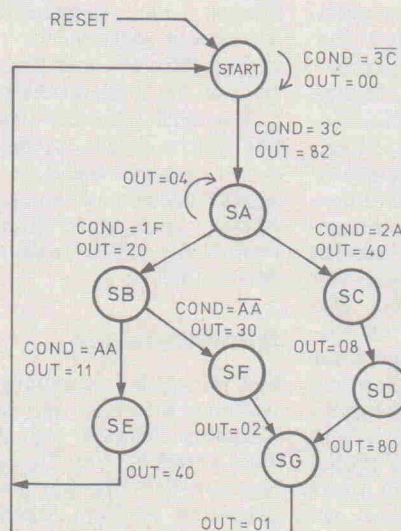 RESET
START
COND = 3̅C̅
OUT = 00
COND = 3C
OUT = 82
OUT=04
SA
COND=1F
OUT=20
COND=2A
OUT=40
SB
SC
COND=A̅A̅
OUT=30
COND = AA
OUT=11
OUT=08
SF
SD
SE
OUT=02
OUT=80
SG
OUT=40
OUT=01